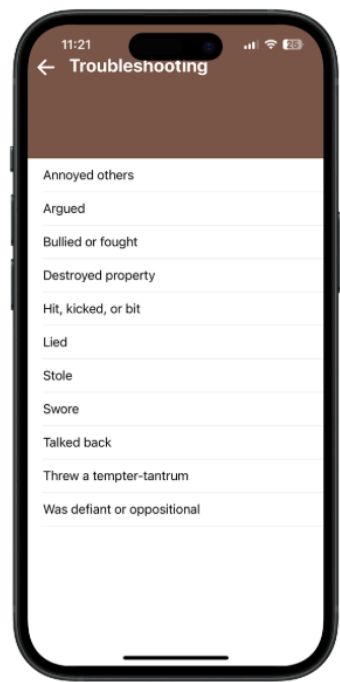 11:21
25
Troubleshooting
Annoyed others
Argued
Bullied or fought
Destroyed property
Hit, kicked, or bit
Lied
Stole
Swore
Talked back
Threw a tempter-tantrum
Was defiant or oppositional